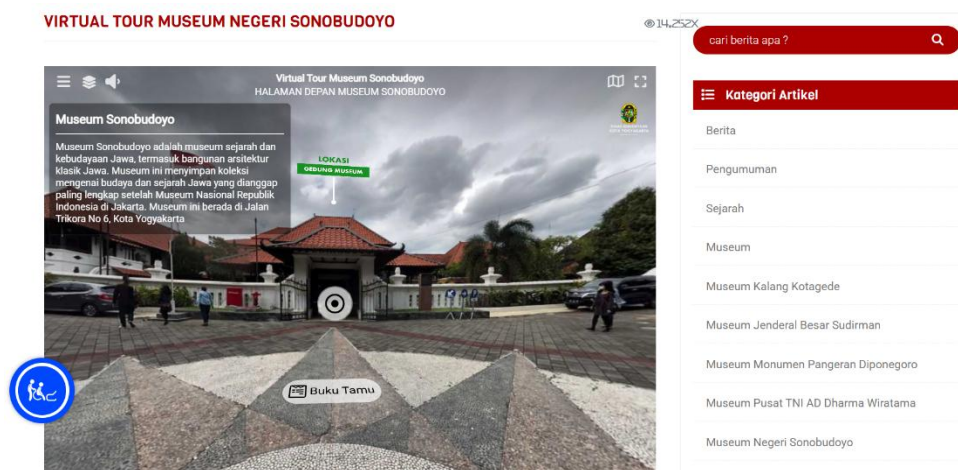 VIRTUAL TOUR MUSEUM NEGERI SONOBUDOYO
14,252X
Virtual Tour Museum Sonobudoyo
HALAMAN DEPAN MUSEUM SONOBUDOYO
Museum Sonobudoyo
Museum Sonobudoyo adalah museum sejarah dan
kebudayaan Jawa, termasuk bangunan arsitektur
klasik Jawa. Museum ini menyimpan koleksi
mengenai budaya dan sejarah Jawa yang dianggap
paling lengkap setelah Museum Nasional Republik
Indonesia di Jakarta. Museum ini berada di Jalan
Trikora No 6, Kota Yogyakarta
LOKASI
GEDUNG MUSEUM
Buku Tamu
cari berita apa ?
Kategori Artikel
Berita
Pengumuman
Sejarah
Museum
Museum Kalang Kotagede
Museum Jenderal Besar Sudirman
Museum Monumen Pangeran Diponegoro
Museum Pusat TNI AD Dharma Wiratama
Museum Negeri Sonobudoyo